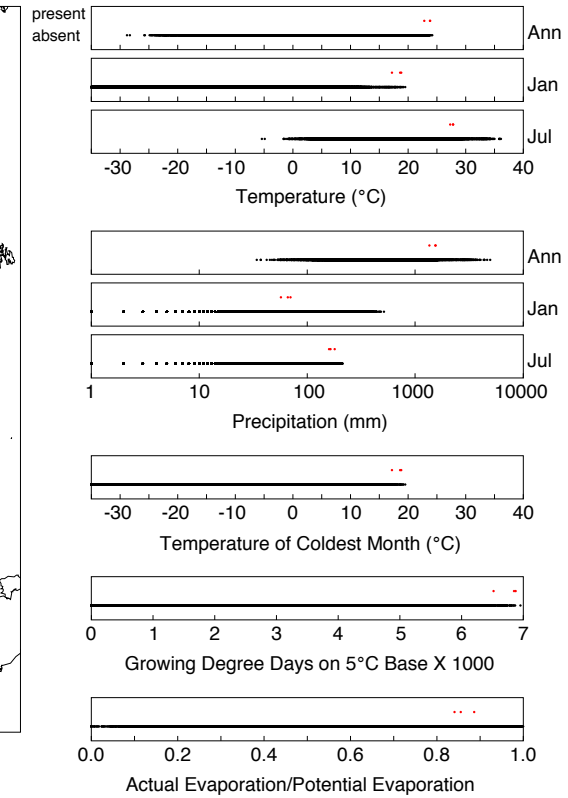 present
absent
Ann
Jan
Jul
-30 -20 -10 0 10 20 30 40
Temperature (°C)
Ann
Jan
Jul
1 10 100 1000 10000
Precipitation (mm)
-30 -20 -10 0 10 20 30 40
Temperature of Coldest Month (°C)
0 1 2 3 4 5 6 7
Growing Degree Days on 5°C Base X 1000
0.0 0.2 0.4 0.6 0.8 1.0
Actual Evaporation/Potential Evaporation